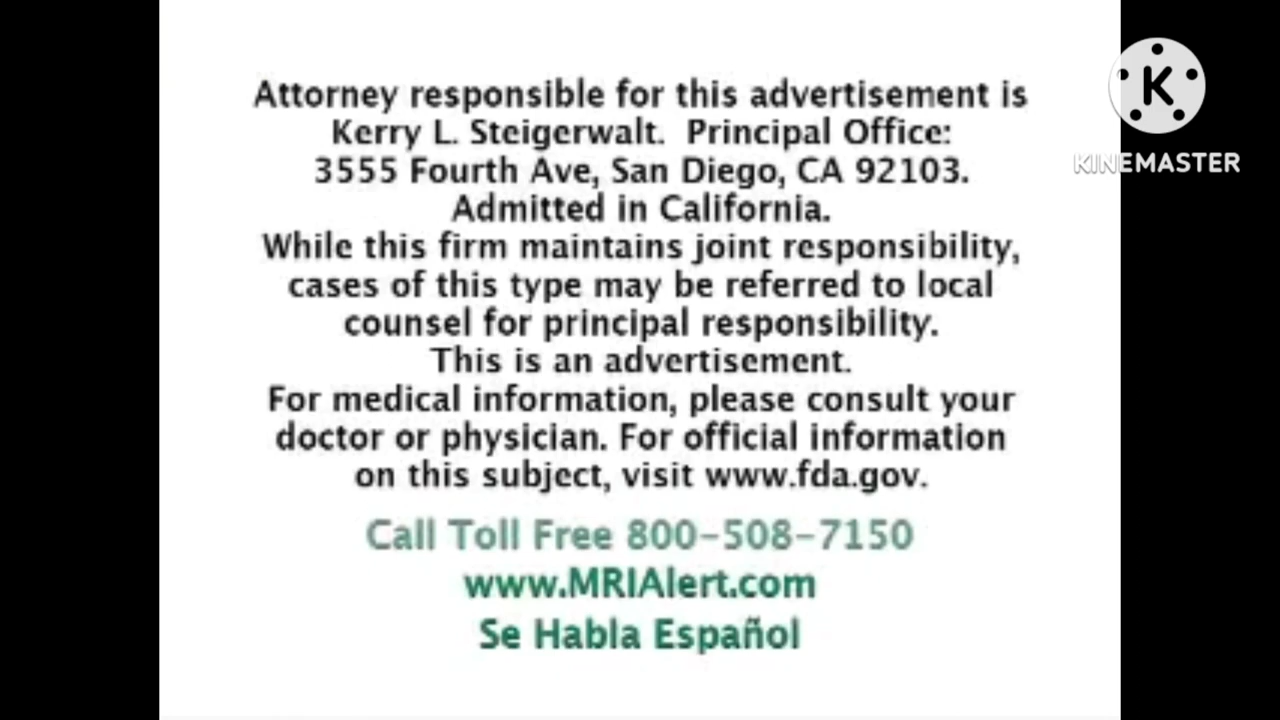 Attorney responsible for this advertisement is
Kerry L. Steigerwalt. Principal Office:
3555 Fourth Ave, San Diego, CA 92103.
Admitted in California.
While this firm maintains joint responsibility,
cases of this type may be referred to local
counsel for principal responsibility.
This is an advertisement.
For medical information, please consult your
doctor or physician. For official information
on this subject, visit www.fda.gov.
Call Toll Free 800-508-7150
www.MRIAlert.com
Se Habla Español
K
KINEMASTER